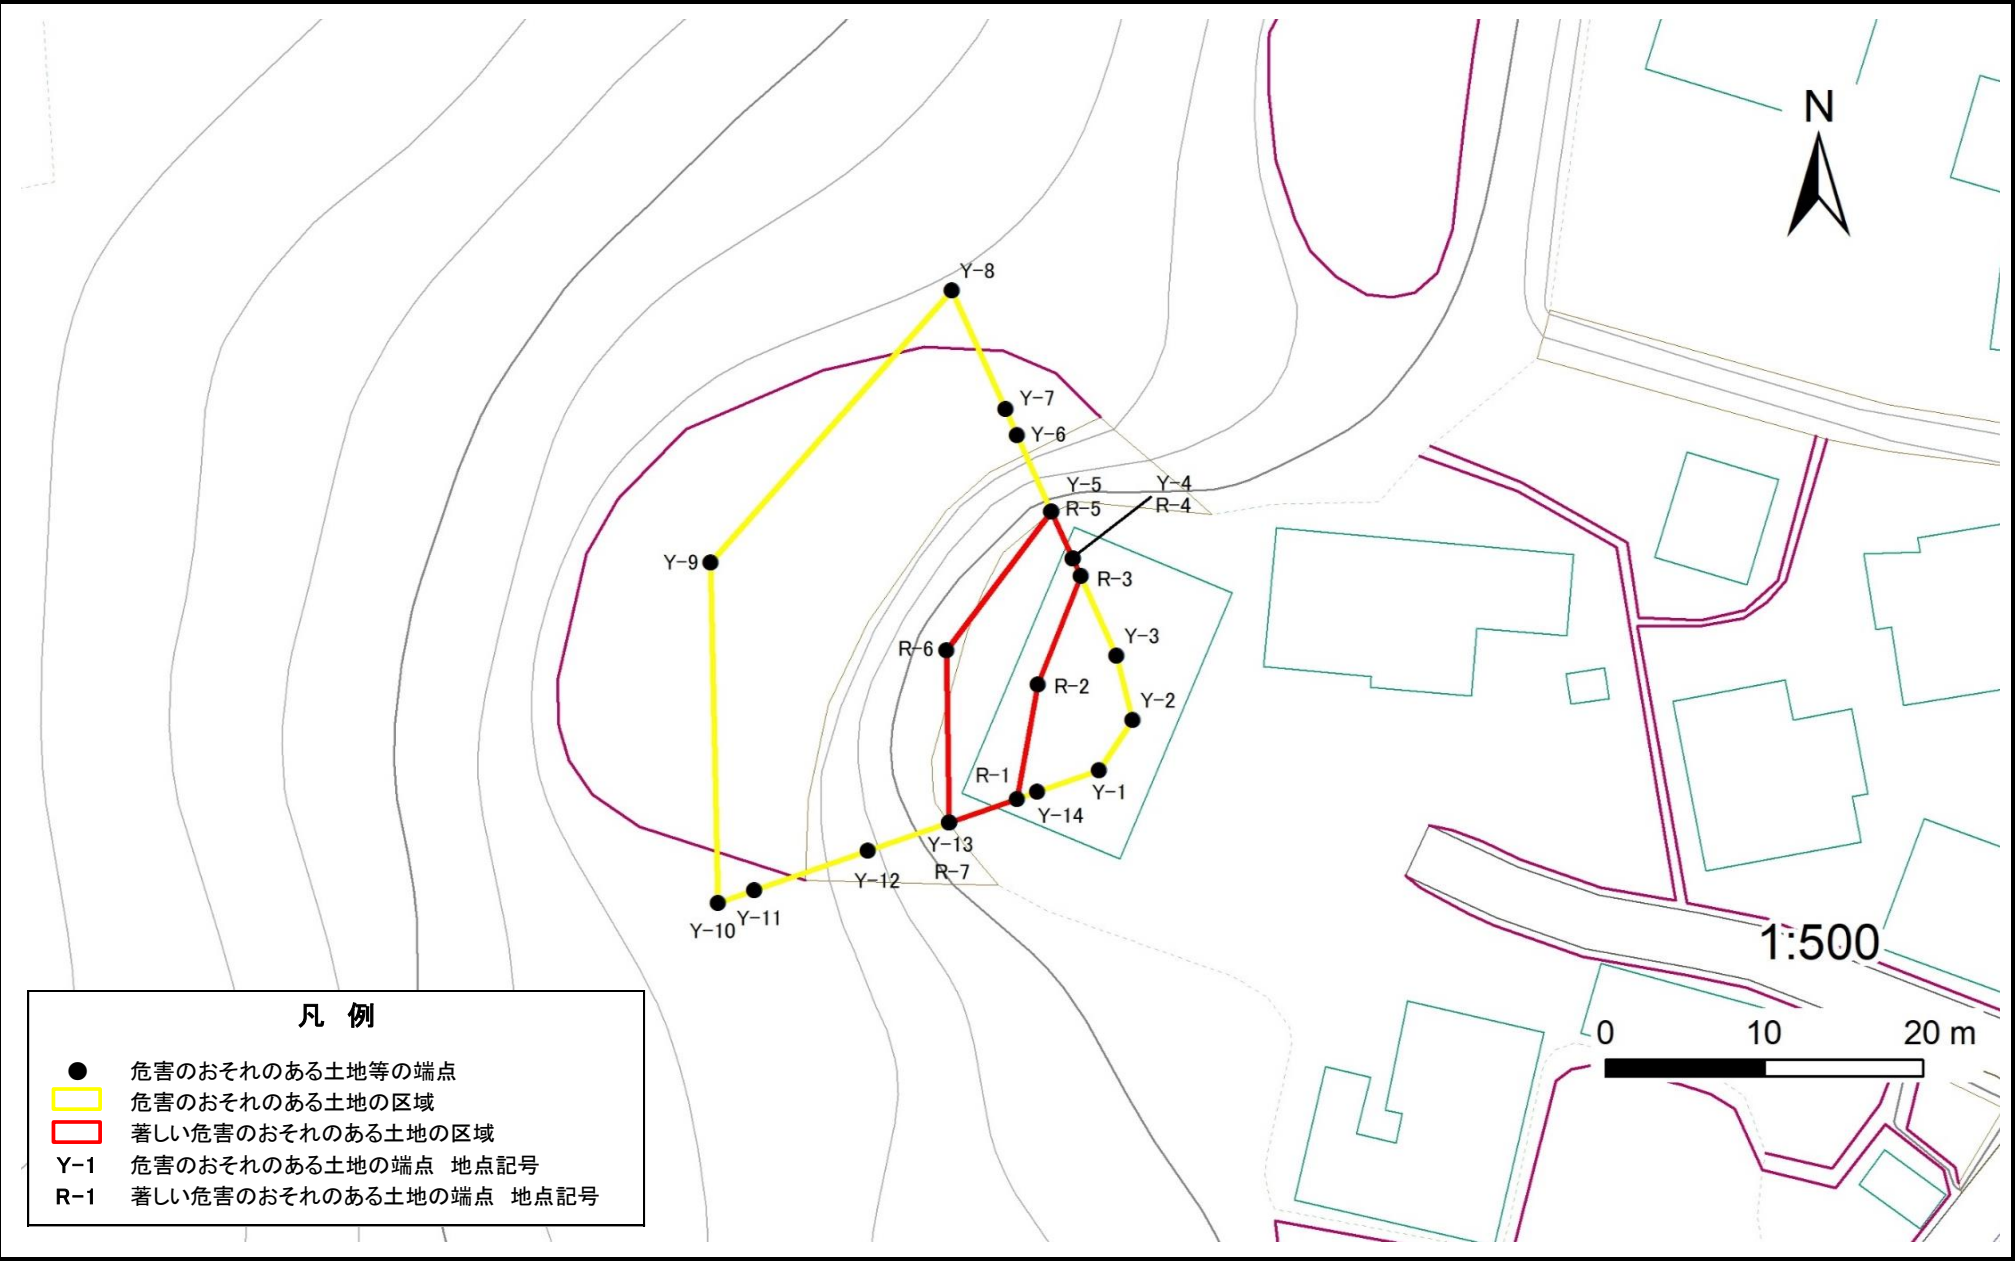 N
Y-8
Y-7
Y-6
Y-5
R-5
Y-4
R-4
Y-9
R-3
R-6
Y-3
R-2
Y-2
R-1
Y-1
Y-14
Y-13
R-7
Y-12
Y-11
Y-10
1:500
0 10 20 m
凡 例
危害のおそれのある土地等の端点
危害のおそれのある土地の区域
著しい危害のおそれのある土地の区域
Y-1 危害のおそれのある土地の端点 地点記号
R-1 著しい危害のおそれのある土地の端点 地点記号